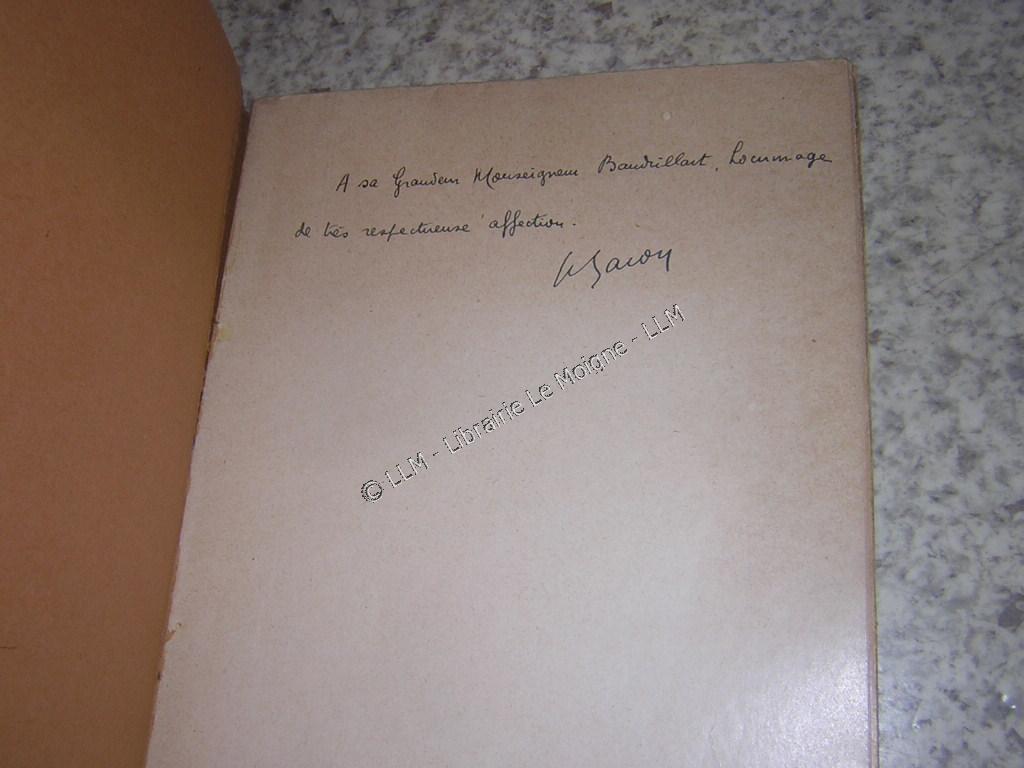 A sa Grandeur Monseigneur Baudrillart, hommage
de très respectueuse affection.
© LLM - Librairie Le Moigne - LLM